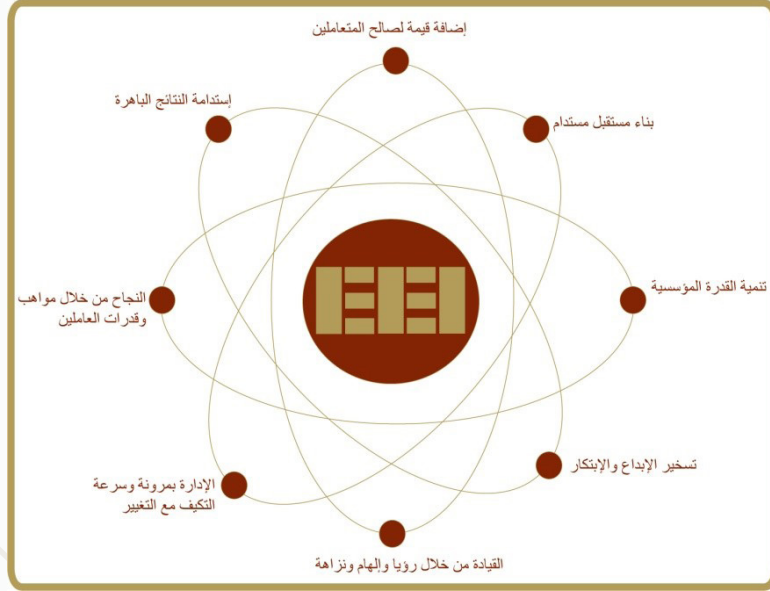 إضافة قيمة لصالح المتعاملين
بناء مستقبل مستدام
إستدامة النتائج الباهرة
تنمية القدرة المؤسسية
النجاح من خلال مواهب
وقدرات العاملين
تسخير الإبداع والإبتكار
الإدارة بمرونة وسرعة
التكيف مع التغيير
القيادة من خلال رؤيا وإلهام ونزاهة